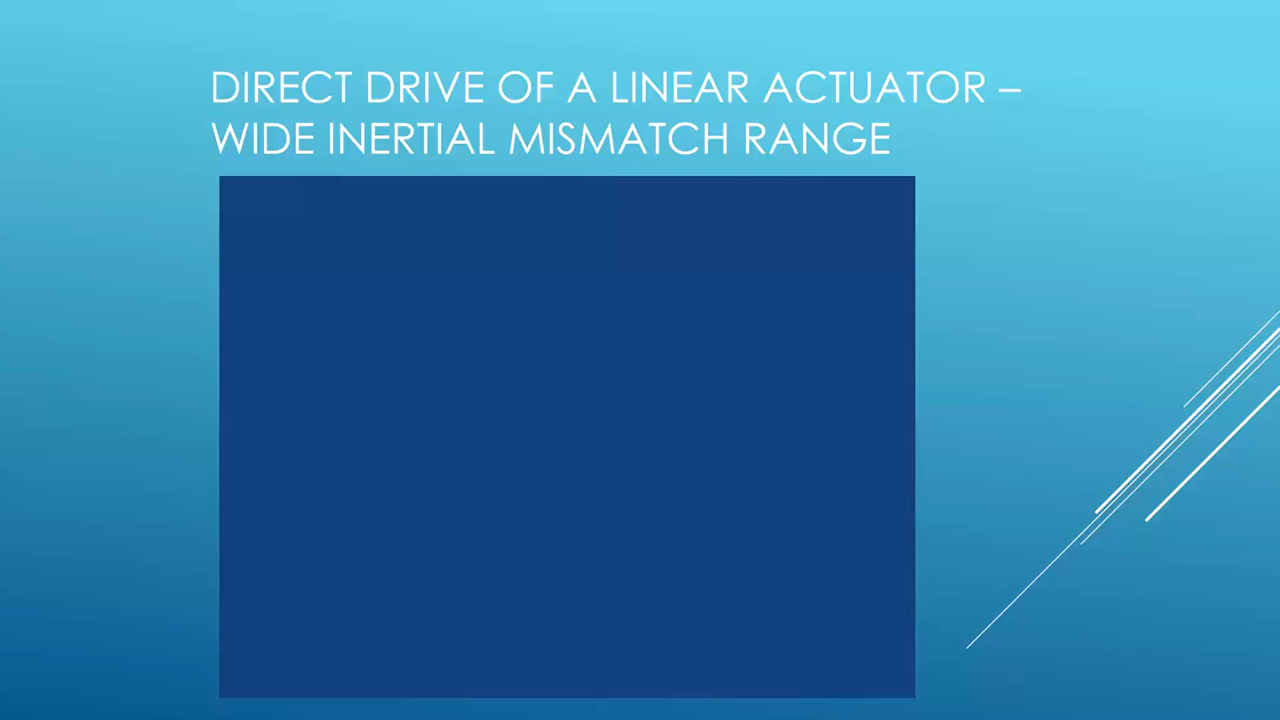 DIRECT DRIVE OF A LINEAR ACTUATOR –
WIDE INERTIAL MISMATCH RANGE